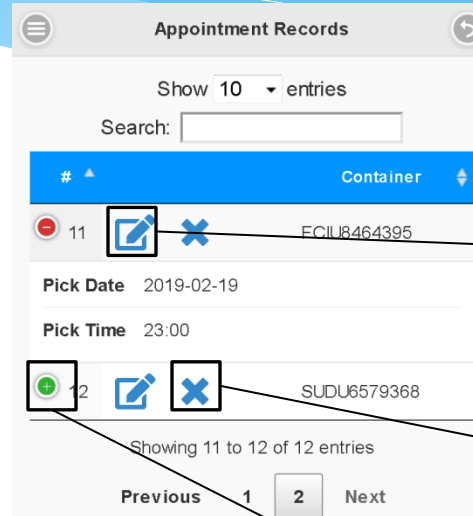 Appointment Records
Show 10 entries
Search:
# Container
11 ECIU8464395
Pick Date 2019-02-19
Pick Time 23:00
12 SUDU6579368
Showing 11 to 12 of 12 entries
Previous 1 2 Next